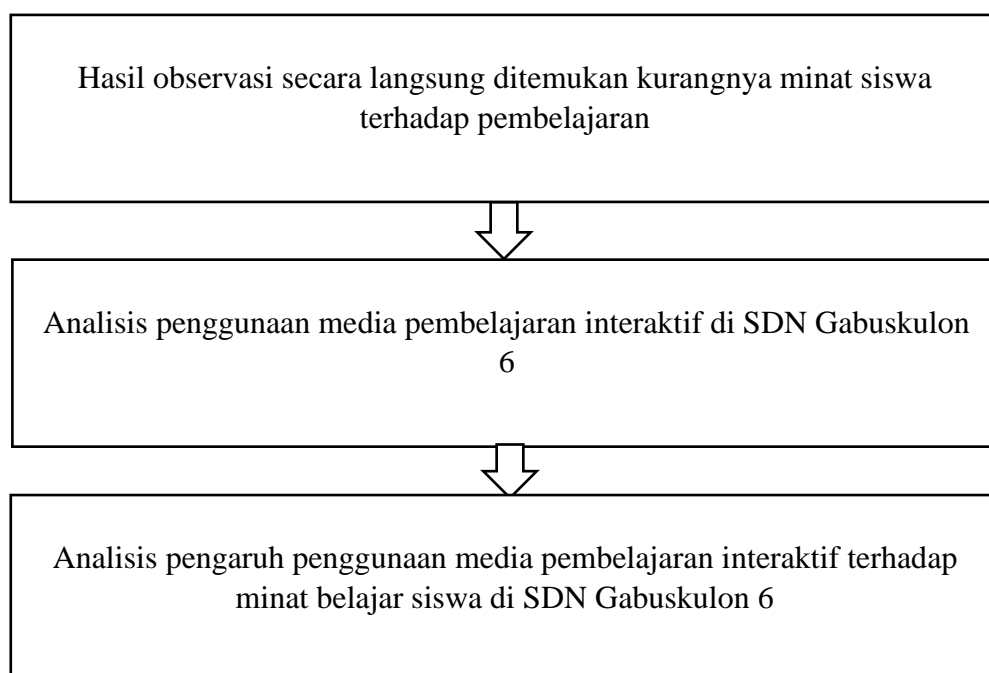 Hasil observasi secara langsung ditemukan kurangnya minat siswa
terhadap pembelajaran
Analisis penggunaan media pembelajaran interaktif di SDN Gabuskulon
6
Analisis pengaruh penggunaan media pembelajaran interaktif terhadap
minat belajar siswa di SDN Gabuskulon 6